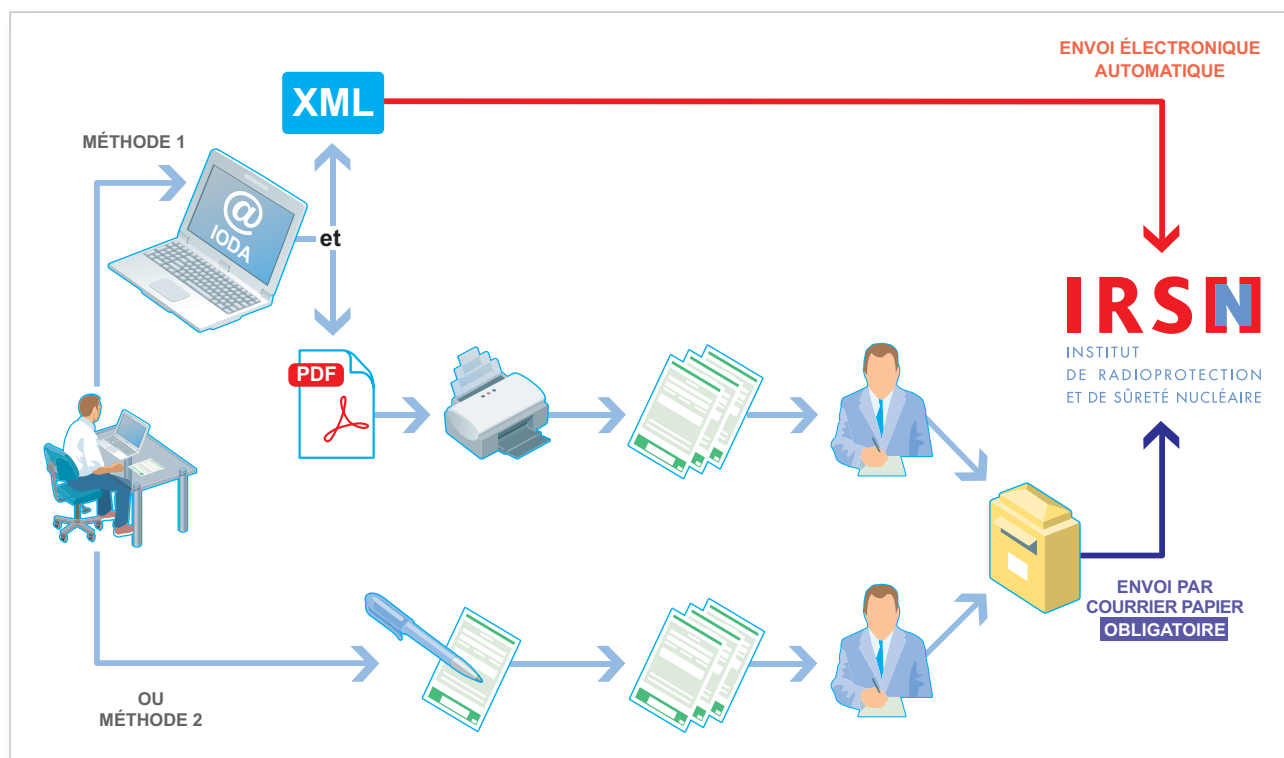 ENVOI ÉLECTRONIQUE
AUTOMATIQUE
XML
MÉTHODE 1
@
IODA
et
PDF
IRSN
INSTITUT
DE RADIOPROTECTION
ET DE SÛRETÉ NUCLÉAIRE
ENVOI PAR
COURRIER PAPIER
OBLIGATOIRE
OU
MÉTHODE 2